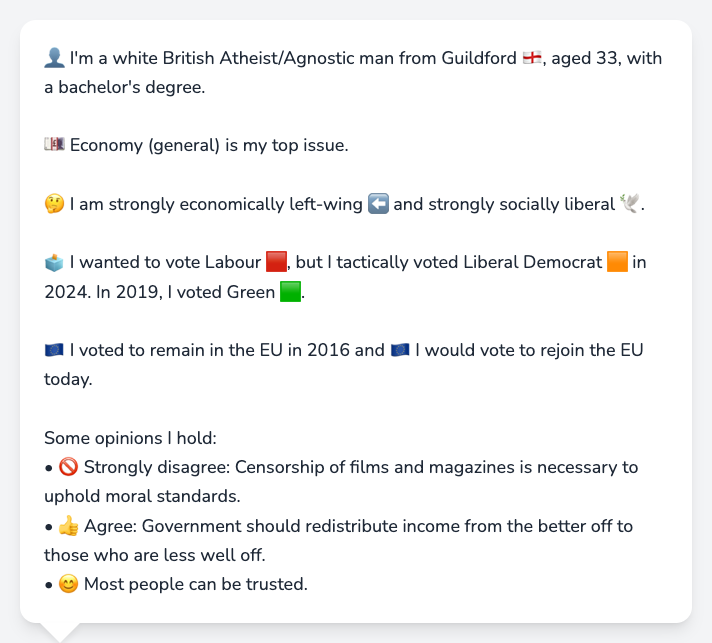 👤 I'm a white British Atheist/Agnostic man from Guildford 🏴󠁧󠁢󠁥󠁮󠁧󠁿, aged 33, with
a bachelor's degree.
💷 Economy (general) is my top issue.
🤔 I am strongly economically left-wing ⬅️ and strongly socially liberal 🕊️.
🗳️ I wanted to vote Labour 🟥, but I tactically voted Liberal Democrat 🟧 in
2024. In 2019, I voted Green 🟩.
🇪🇺 I voted to remain in the EU in 2016 and 🇪🇺 I would vote to rejoin the EU
today.
Some opinions I hold:
• 🚫 Strongly disagree: Censorship of films and magazines is necessary to
uphold moral standards.
• 👍 Agree: Government should redistribute income from the better off to
those who are less well off.
• 😊 Most people can be trusted.